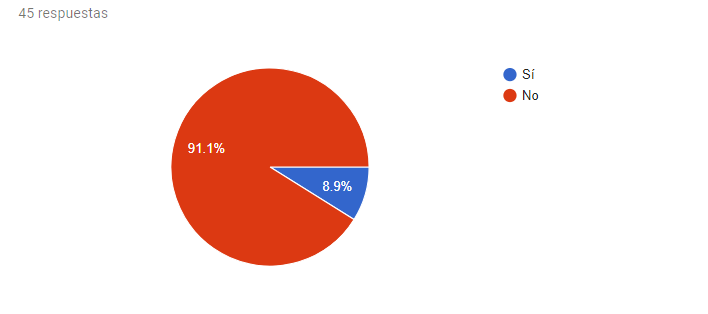 45 respuestas
Sí
No
91.1%
8.9%